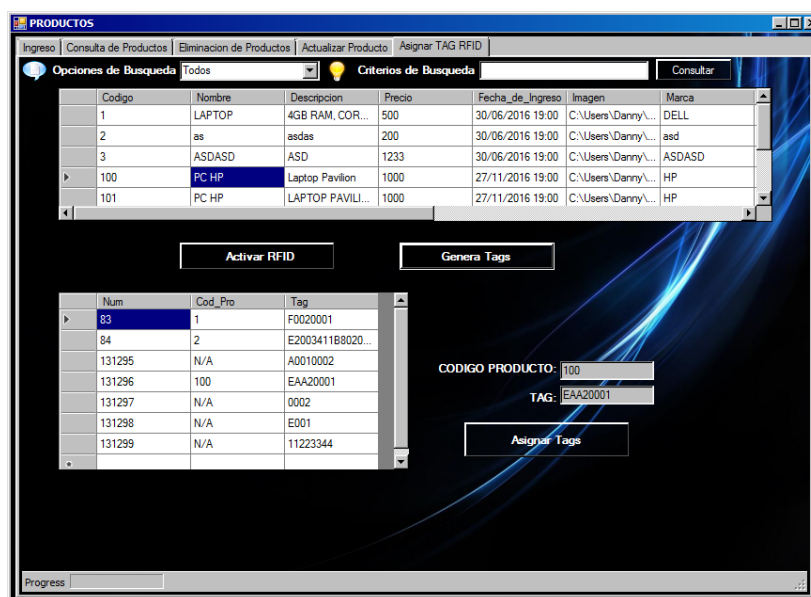 PRODUCTOS
Ingreso Consulta de Productos Eliminacion de Productos Actualizar Producto Asignar TAG RFID
Opciones de Busqueda Todos Criterios de Busqueda Consultar
Codigo Nombre Descripcion Precio Fecha_de_Ingreso Imagen Marca
1 LAPTOP 4GB RAM, COR... 500 30/06/2016 19:00 C:\Users\Danny\... DELL
2 as asdas 200 30/06/2016 19:00 C:\Users\Danny\... asd
3 ASDASD ASD 1233 30/06/2016 19:00 C:\Users\Danny\... ASDASD
100 PC HP Laptop Pavilion 1000 27/11/2016 19:00 C:\Users\Danny\... HP
101 PC HP LAPTOP PAVILI... 1000 27/11/2016 19:00 C:\Users\Danny\... HP
Activar RFID Genera Tags
Num Cod_Pro Tag
83 1 F0020001
84 2 E2003411B8020...
131295 N/A A0010002
131296 100 EAA20001
131297 N/A 0002
131298 N/A E001
131299 N/A 11223344
CODIGO PRODUCTO: 100
TAG: EAA20001
Asignar Tags
Progress